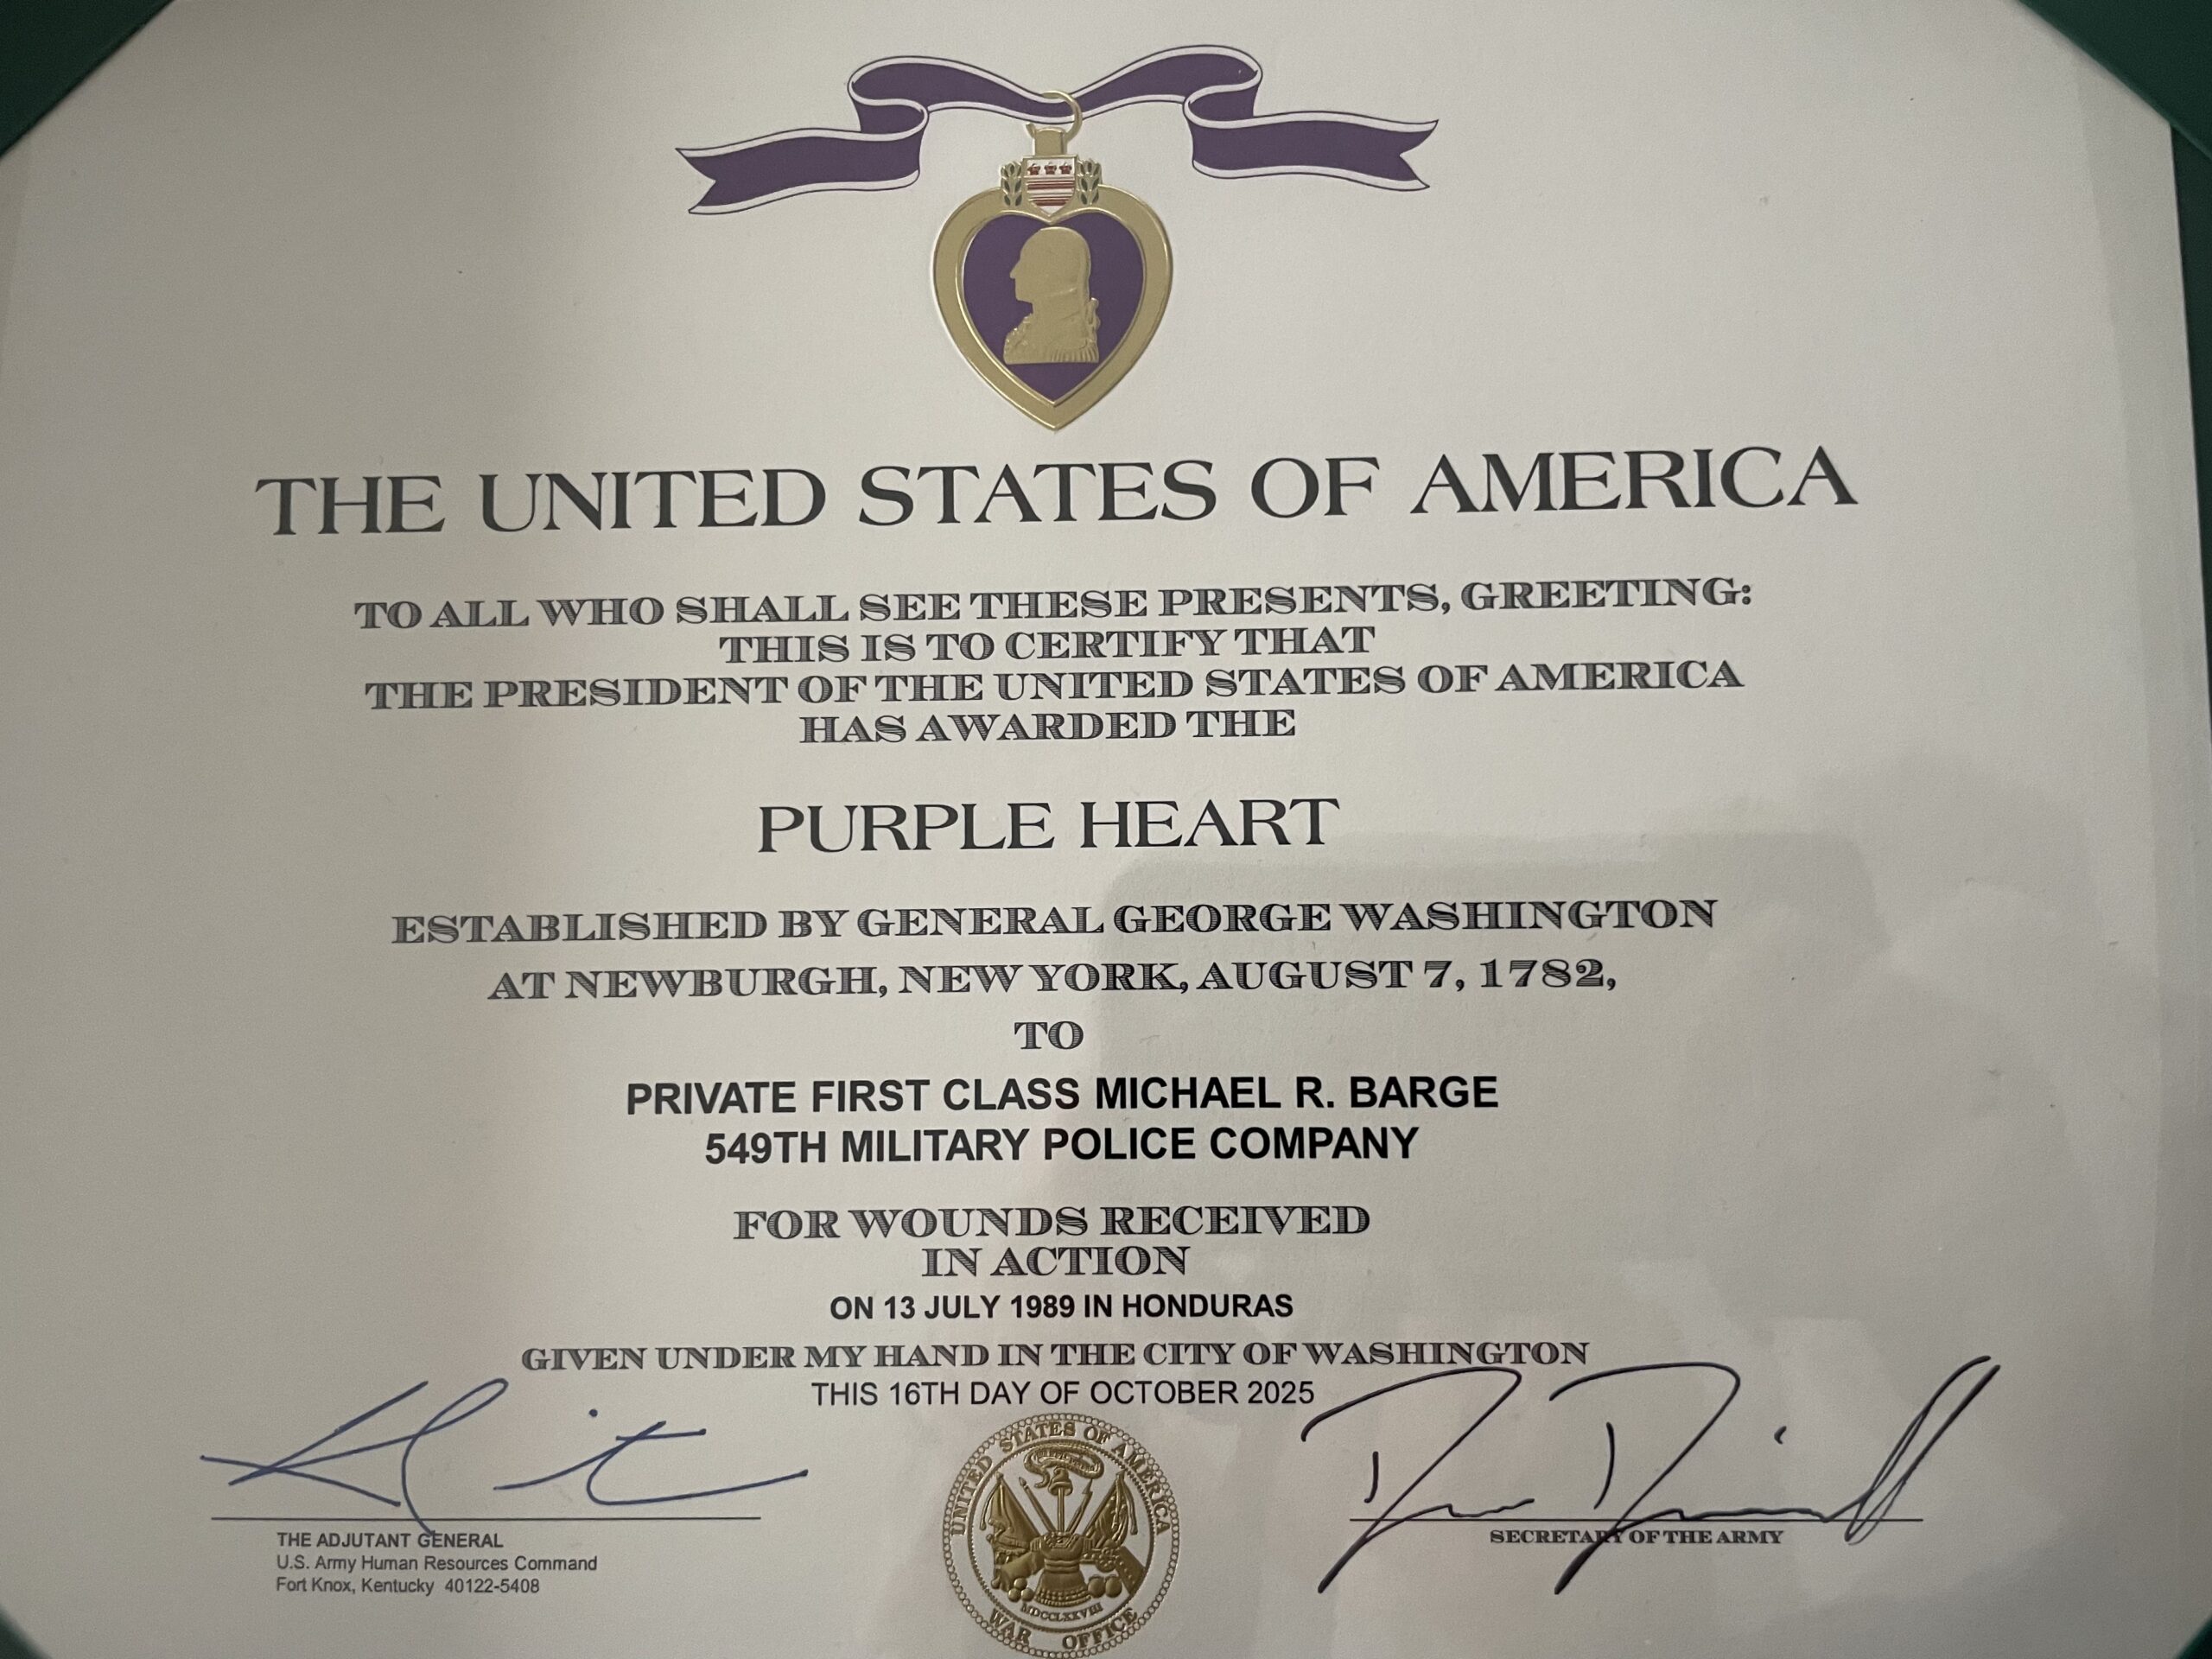 THE UNITED STATES OF AMERICA
TO ALL WHO SHALL SEE THESE PRESENTS, GREETING:
THIS IS TO CERTIFY THAT
THE PRESIDENT OF THE UNITED STATES OF AMERICA
HAS AWARDED THE
PURPLE HEART
ESTABLISHED BY GENERAL GEORGE WASHINGTON
AT NEWBURGH, NEW YORK, AUGUST 7, 1782,
TO
PRIVATE FIRST CLASS MICHAEL R. BARGE
549TH MILITARY POLICE COMPANY
FOR WOUNDS RECEIVED
IN ACTION
ON 13 JULY 1989 IN HONDURAS
GIVEN UNDER MY HAND IN THE CITY OF WASHINGTON
THIS 16TH DAY OF OCTOBER 2025
THE ADJUTANT GENERAL
U.S. Army Human Resources Command
Fort Knox, Kentucky 40122-5408
UNITED STATES OF AMERICA
MDCCLXXVIII
WAR OFFICE
SECRETARY OF THE ARMY